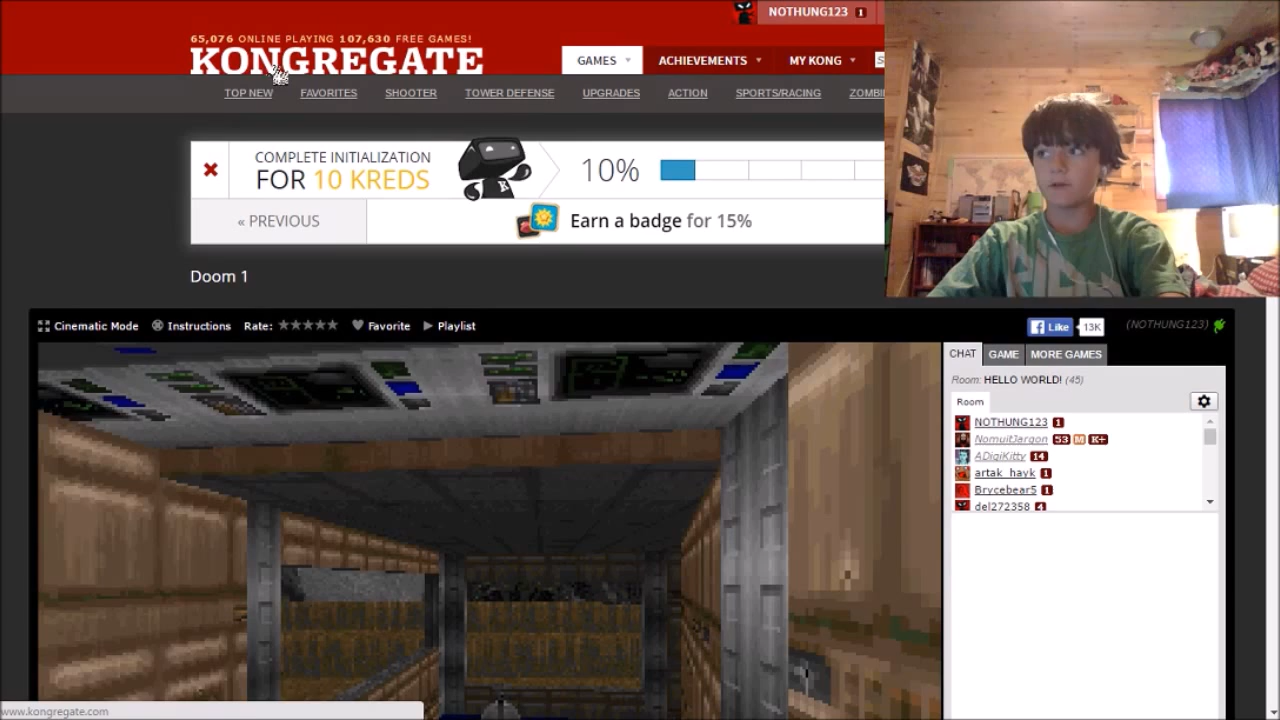 NOTHUNG123 1
65,076 ONLINE PLAYING 107,630 FREE GAMES!
KONGREGATE
GAMES ACHIEVEMENTS MY KONG S
TOP NEW FAVORITES SHOOTER TOWER DEFENSE UPGRADES ACTION SPORTS/RACING ZOMBI
COMPLETE INITIALIZATION
FOR 10 KREDS
K
10%
« PREVIOUS
Earn a badge for 15%
Doom 1
Cinematic Mode Instructions Rate: Favorite Playlist
Like 13K (NOTHUNG123)
CHAT GAME MORE GAMES
Room: HELLO WORLD! (45)
Room
NOTHUNG123 1
NomuitJargon 53 M K+
ADigiKitty 14
artak_hayk 1
Brycebear5 1
del272358 4
www.kongregate.com